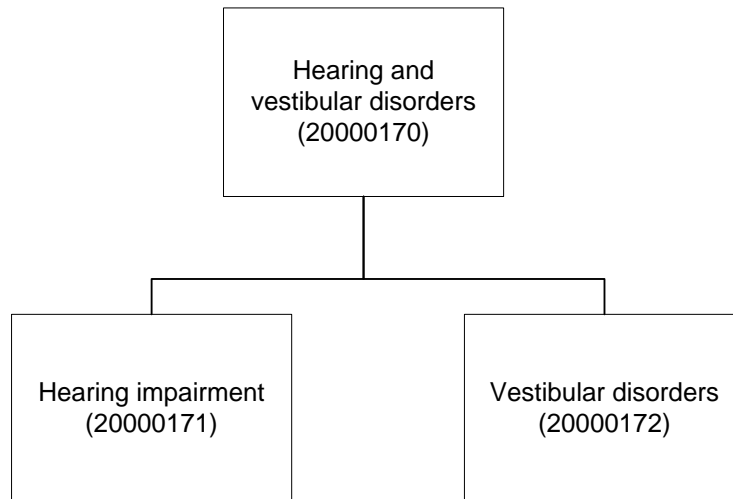 Hearing and
vestibular disorders
(20000170)
Hearing impairment
(20000171)
Vestibular disorders
(20000172)